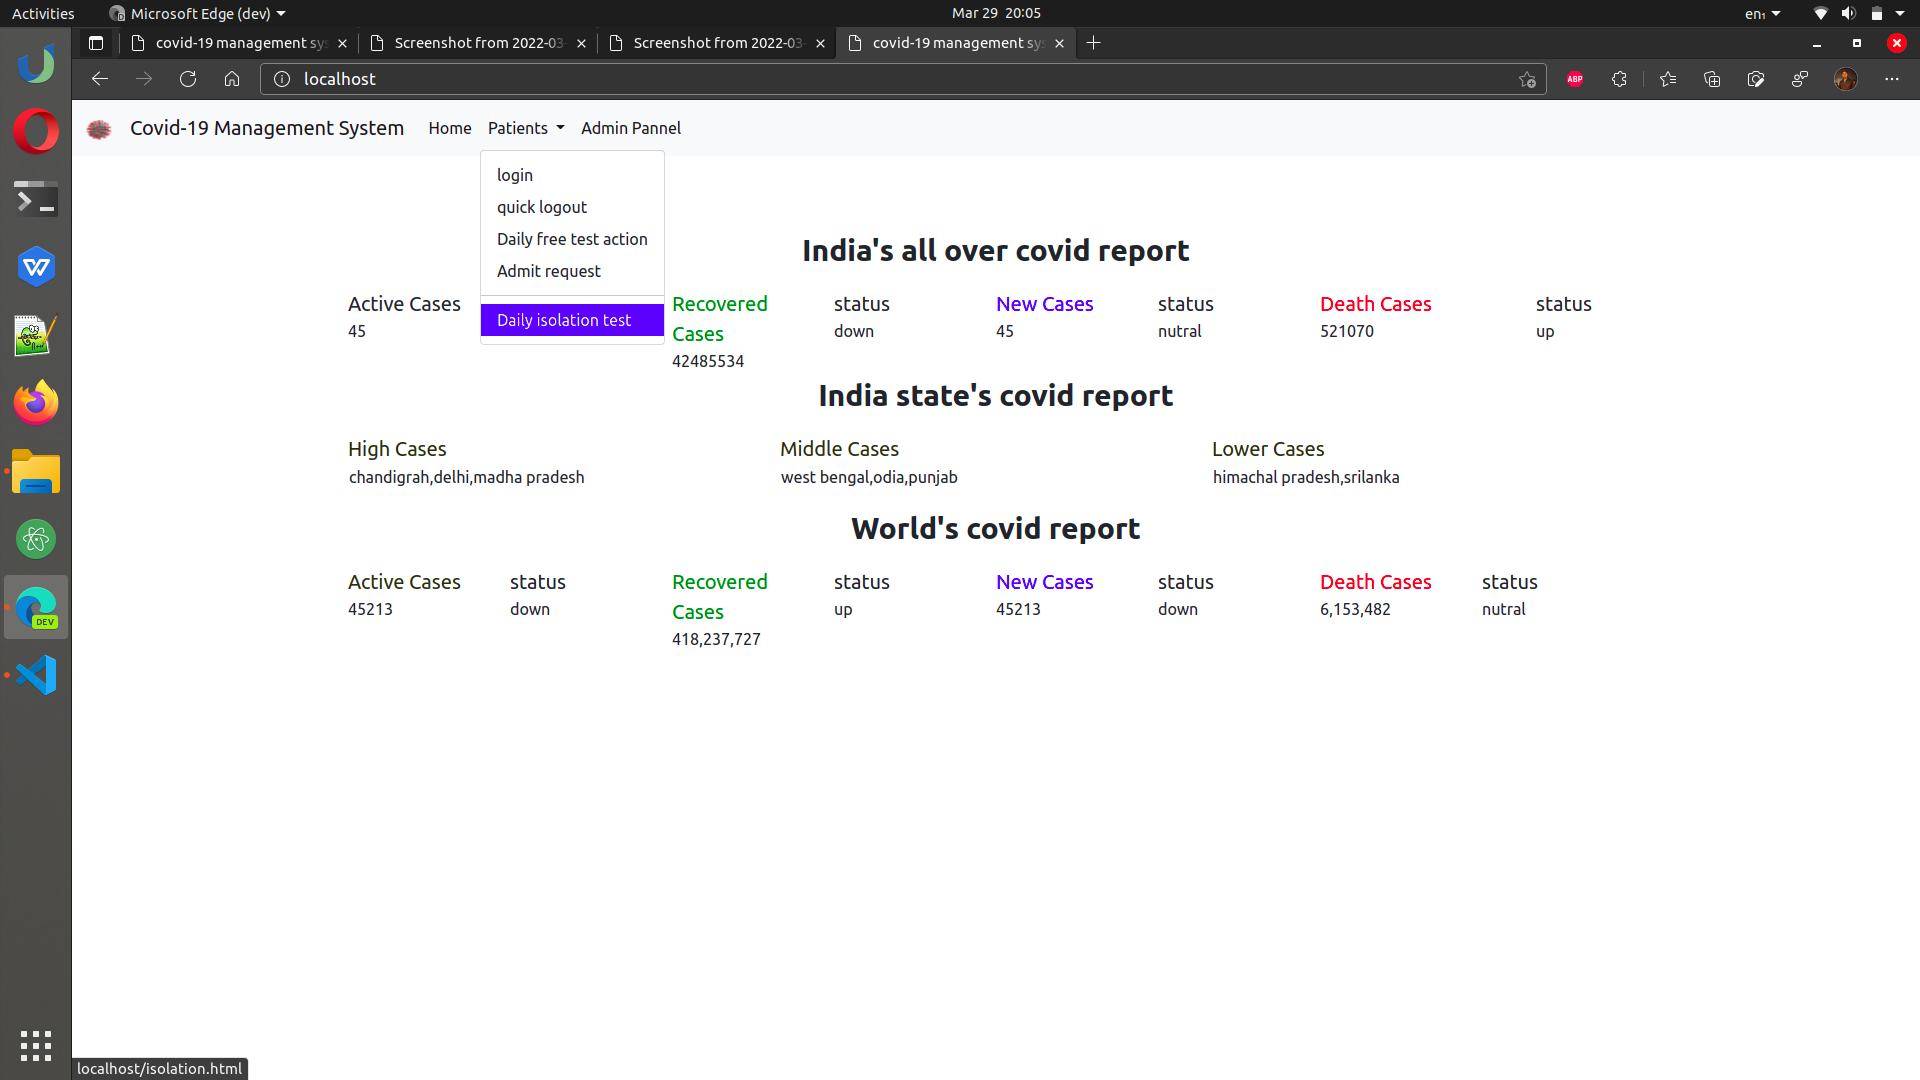 Activities
Microsoft Edge (dev)
Mar 29 20:05
en₁
covid-19 management sy
Screenshot from 2022-03-
Screenshot from 2022-03-
covid-19 management sy
localhost
ABP
Covid-19 Management System
Home
Patients
Admin Pannel
login
quick logout
Daily free test action
Admit request
Daily isolation test
India's all over covid report
Active Cases
45
Recovered
Cases
42485534
status
down
New Cases
45
status
nutral
Death Cases
521070
status
up
India state's covid report
High Cases
chandigrah,delhi,madha pradesh
Middle Cases
west bengal,odia,punjab
Lower Cases
himachal pradesh,srilanka
World's covid report
Active Cases
45213
status
down
Recovered
Cases
418,237,727
status
up
New Cases
45213
status
down
Death Cases
6,153,482
status
nutral
DEV
localhost/isolation.html